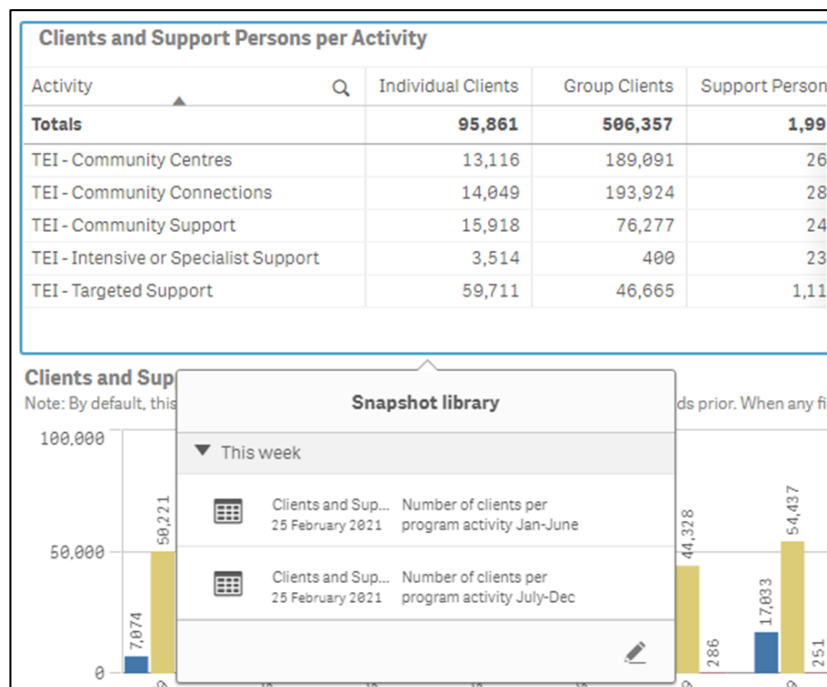 Clients and Support Persons per Activity
Activity Individual Clients Group Clients Support Person
Totals 95,861 506,357 1,99
TEI - Community Centres 13,116 189,091 26
TEI - Community Connections 14,049 193,924 28
TEI - Community Support 15,918 76,277 24
TEI - Intensive or Specialist Support 3,514 400 23
TEI - Targeted Support 59,711 46,665 1,11
Clients and Sup
Note: By default, this ds prior. When any fi
Snapshot library
This week
Clients and Sup... Number of clients per
25 February 2021 program activity Jan-June
Clients and Sup... Number of clients per
25 February 2021 program activity July-Dec
100,000
50,000
0
7,074
50,221
44,328
286
17,033
54,437
251